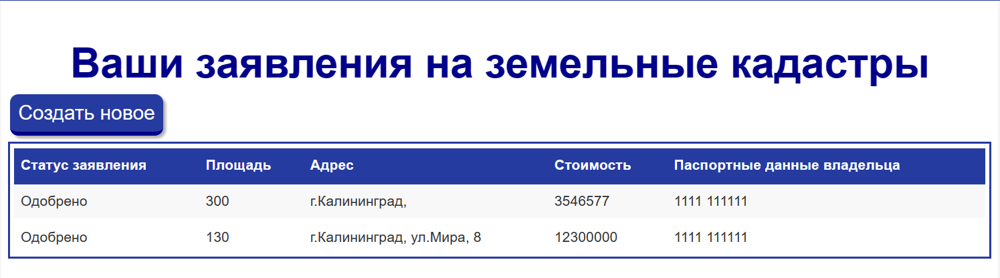 Ваши заявления на земельные кадастры
Создать новое
Статус заявления Площадь Адрес Стоимость Паспортные данные владельца
Одобрено 300 г.Калининград, 3546577 1111 111111
Одобрено 130 г.Калининград, ул.Мира, 8 12300000 1111 111111